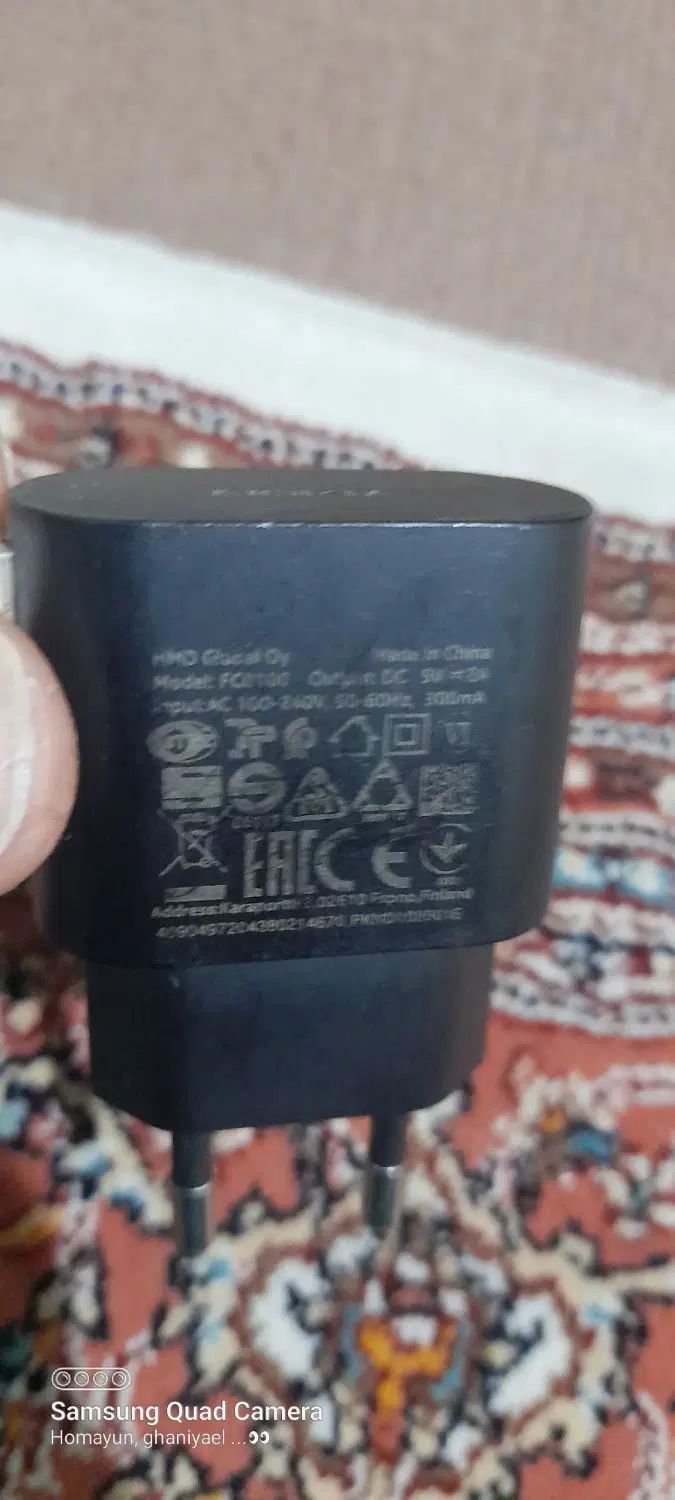 HMD Global Oy Made in China
Model: FC0100 Output: DC 5V ⎓ 2A
Input: AC 100-240V, 50-60Hz, 300mA
VI
EAC CE
Address: 2, 02610 Espoo, Finland
Samsung Quad Camera
Homayun, ghaniyael ...👀